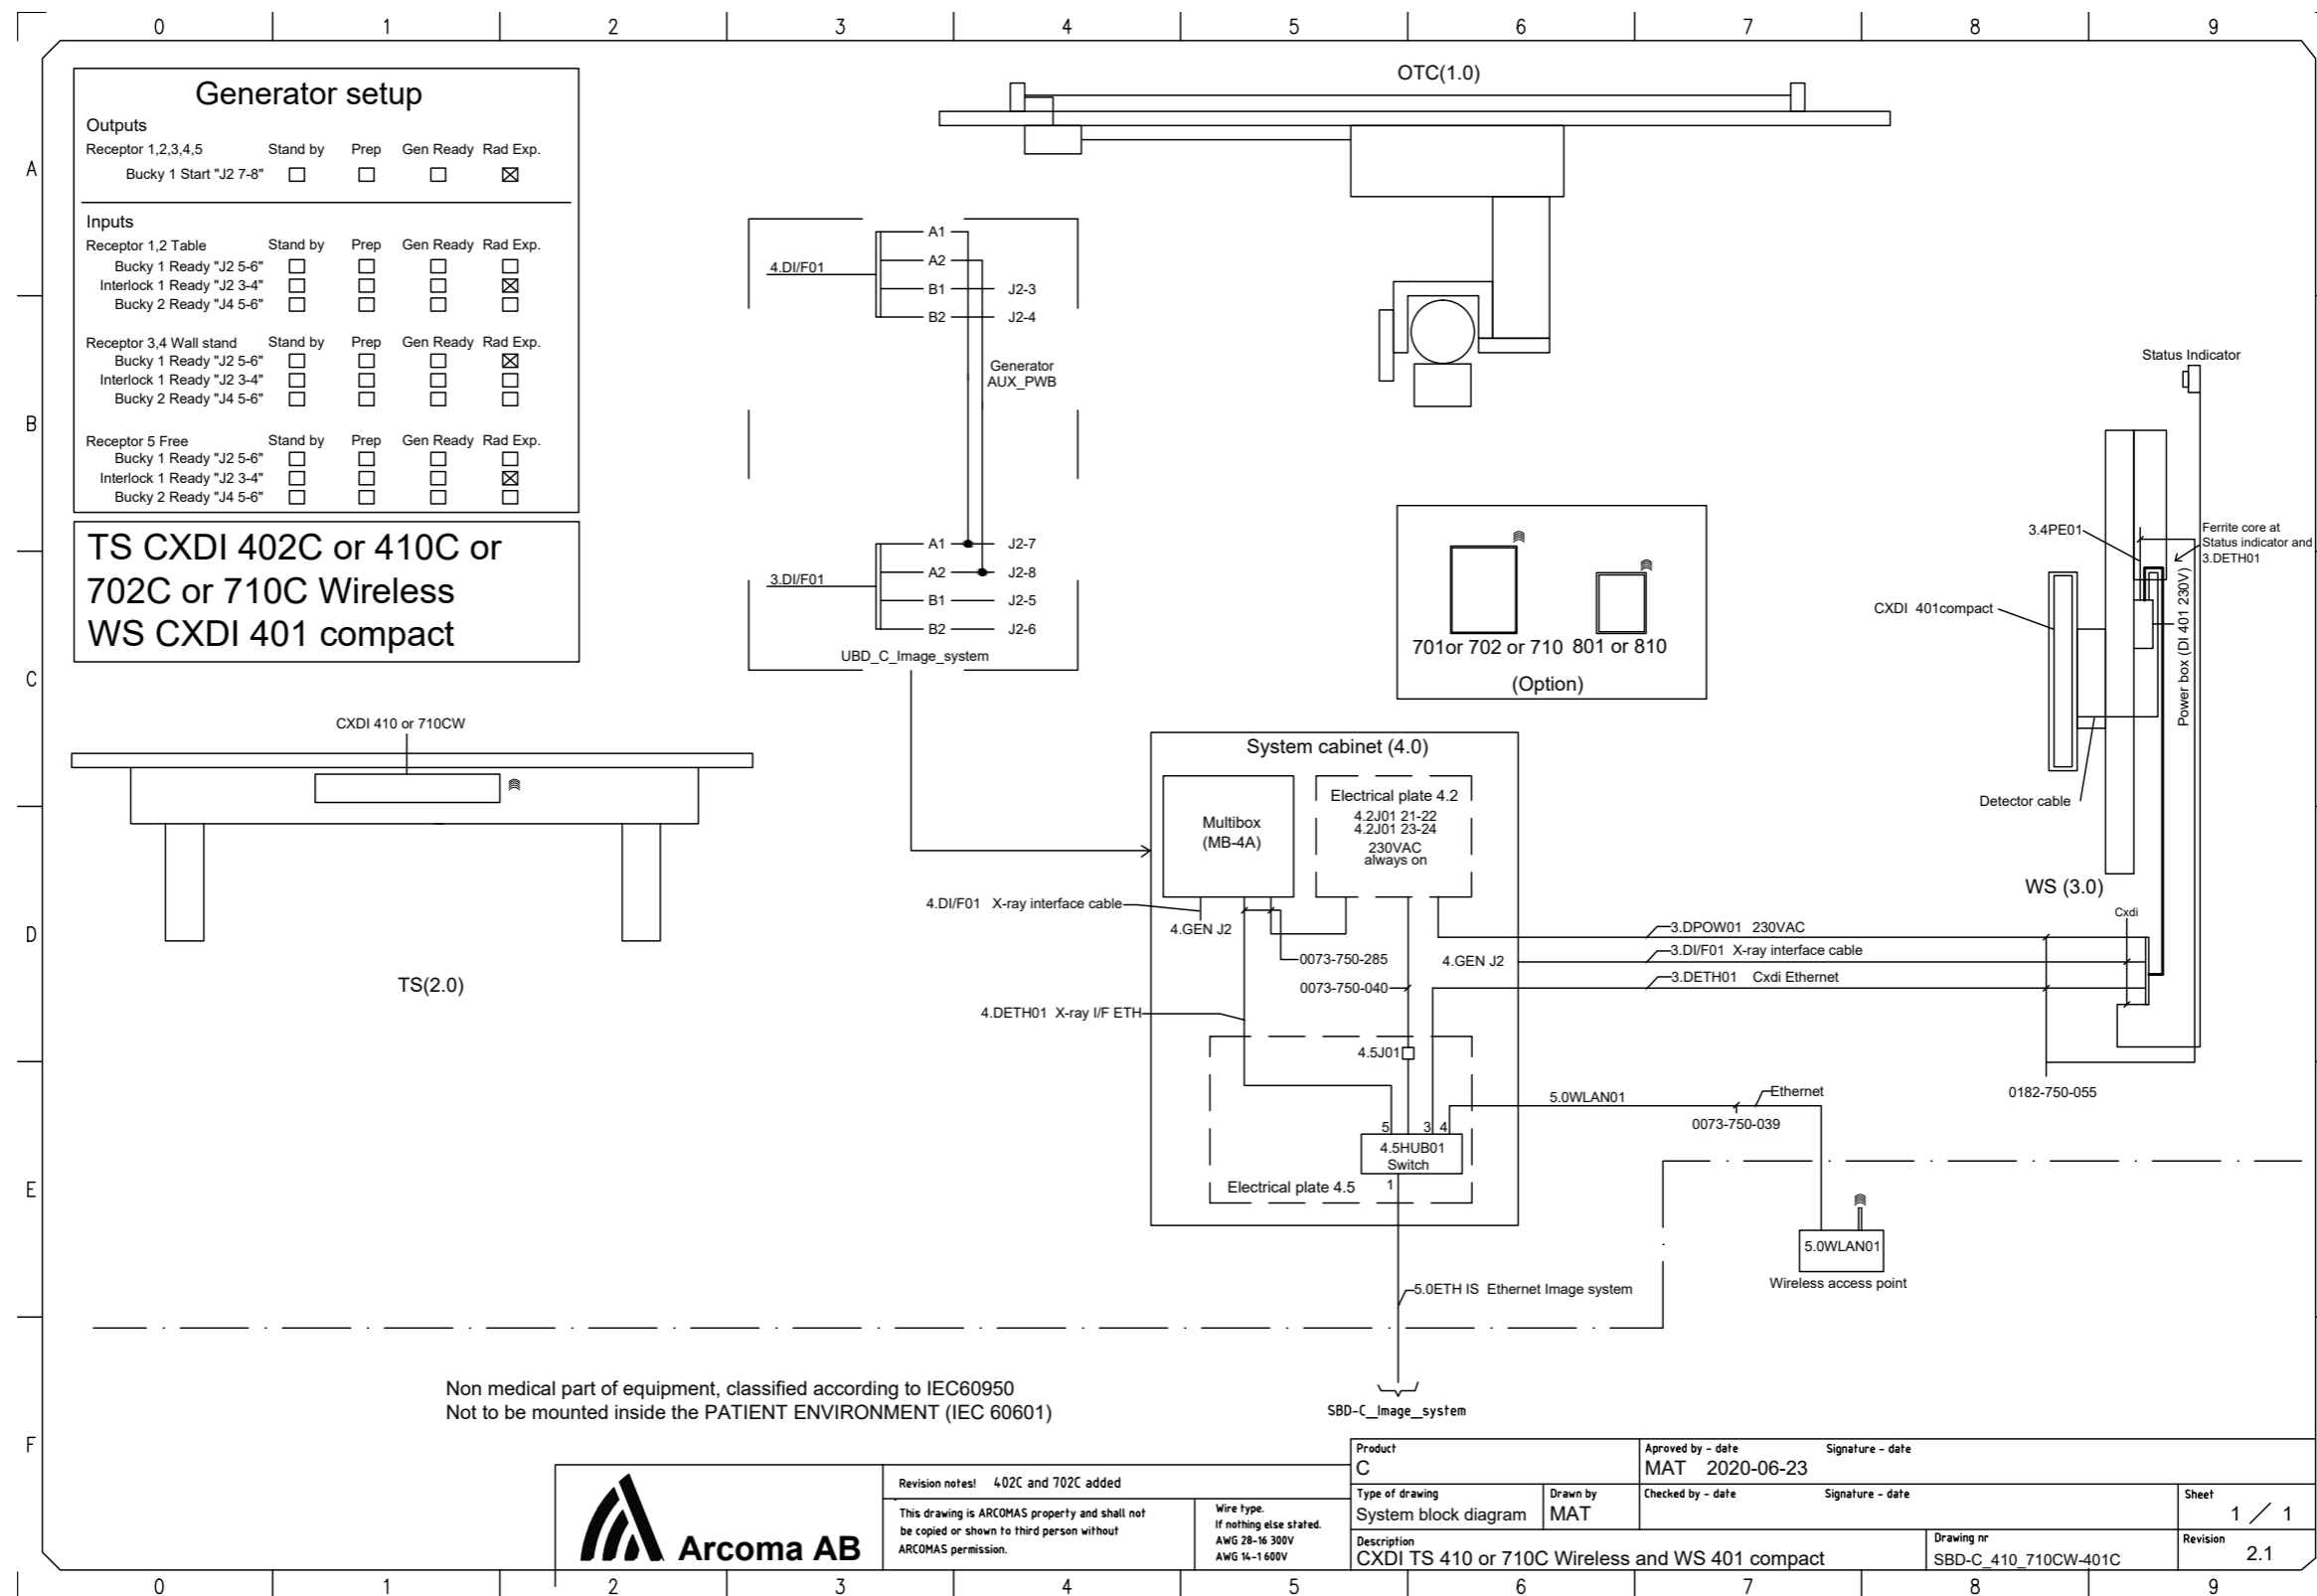 0 1 2 3 4 5 6 7 8 9
A
B
C
D
E
F
Generator setup
Outputs
Receptor 1,2,3,4,5 Stand by Prep Gen Ready Rad Exp.
Bucky 1 Start "J2 7-8"
Inputs
Receptor 1,2 Table Stand by Prep Gen Ready Rad Exp.
Bucky 1 Ready "J2 5-6"
Interlock 1 Ready "J2 3-4"
Bucky 2 Ready "J4 5-6"
Receptor 3,4 Wall stand Stand by Prep Gen Ready Rad Exp.
Bucky 1 Ready "J2 5-6"
Interlock 1 Ready "J2 3-4"
Bucky 2 Ready "J4 5-6"
Receptor 5 Free Stand by Prep Gen Ready Rad Exp.
Bucky 1 Ready "J2 5-6"
Interlock 1 Ready "J2 3-4"
Bucky 2 Ready "J4 5-6"
TS CXDI 402C or 410C or
702C or 710C Wireless
WS CXDI 401 compact
CXDI 410 or 710CW
TS(2.0)
4.DI/F01
A1
A2
B1 J2-3
B2 J2-4
Generator
AUX_PWB
3.DI/F01
A1 J2-7
A2 J2-8
B1 J2-5
B2 J2-6
UBD_C_Image_system
OTC(1.0)
701or 702 or 710 801 or 810
(Option)
Status Indicator
3.4PE01
Ferrite core at
Status indicator and
3.DETH01
CXDI 401compact
Power box (DI 401 230V)
Detector cable
WS (3.0)
Cxdi
System cabinet (4.0)
Multibox
(MB-4A)
Electrical plate 4.2
4.2J01 21-22
4.2J01 23-24
230VAC
always on
4.DI/F01 X-ray interface cable
4.GEN J2
0073-750-285
0073-750-040
4.GEN J2
3.DPOW01 230VAC
3.DI/F01 X-ray interface cable
3.DETH01 Cxdi Ethernet
4.DETH01 X-ray I/F ETH
4.5J01
0182-750-055
5.0WLAN01
Ethernet
0073-750-039
5 3 4
4.5HUB01
Switch
1
Electrical plate 4.5
5.0WLAN01
Wireless access point
5.0ETH IS Ethernet Image system
SBD-C_Image_system
Non medical part of equipment, classified according to IEC60950
Not to be mounted inside the PATIENT ENVIRONMENT (IEC 60601)
Arcoma AB
Revision notes! 402C and 702C added
This drawing is ARCOMAS property and shall not
be copied or shown to third person without
ARCOMAS permission.
Wire type.
If nothing else stated.
AWG 28-16 300V
AWG 14-1 600V
Product
C
Aproved by - date Signature - date
MAT 2020-06-23
Type of drawing
System block diagram
Drawn by
MAT
Checked by - date Signature - date
Sheet
1 / 1
Description
CXDI TS 410 or 710C Wireless and WS 401 compact
Drawing nr
SBD-C_410_710CW-401C
Revision
2.1
0 1 2 3 4 5 6 7 8 9